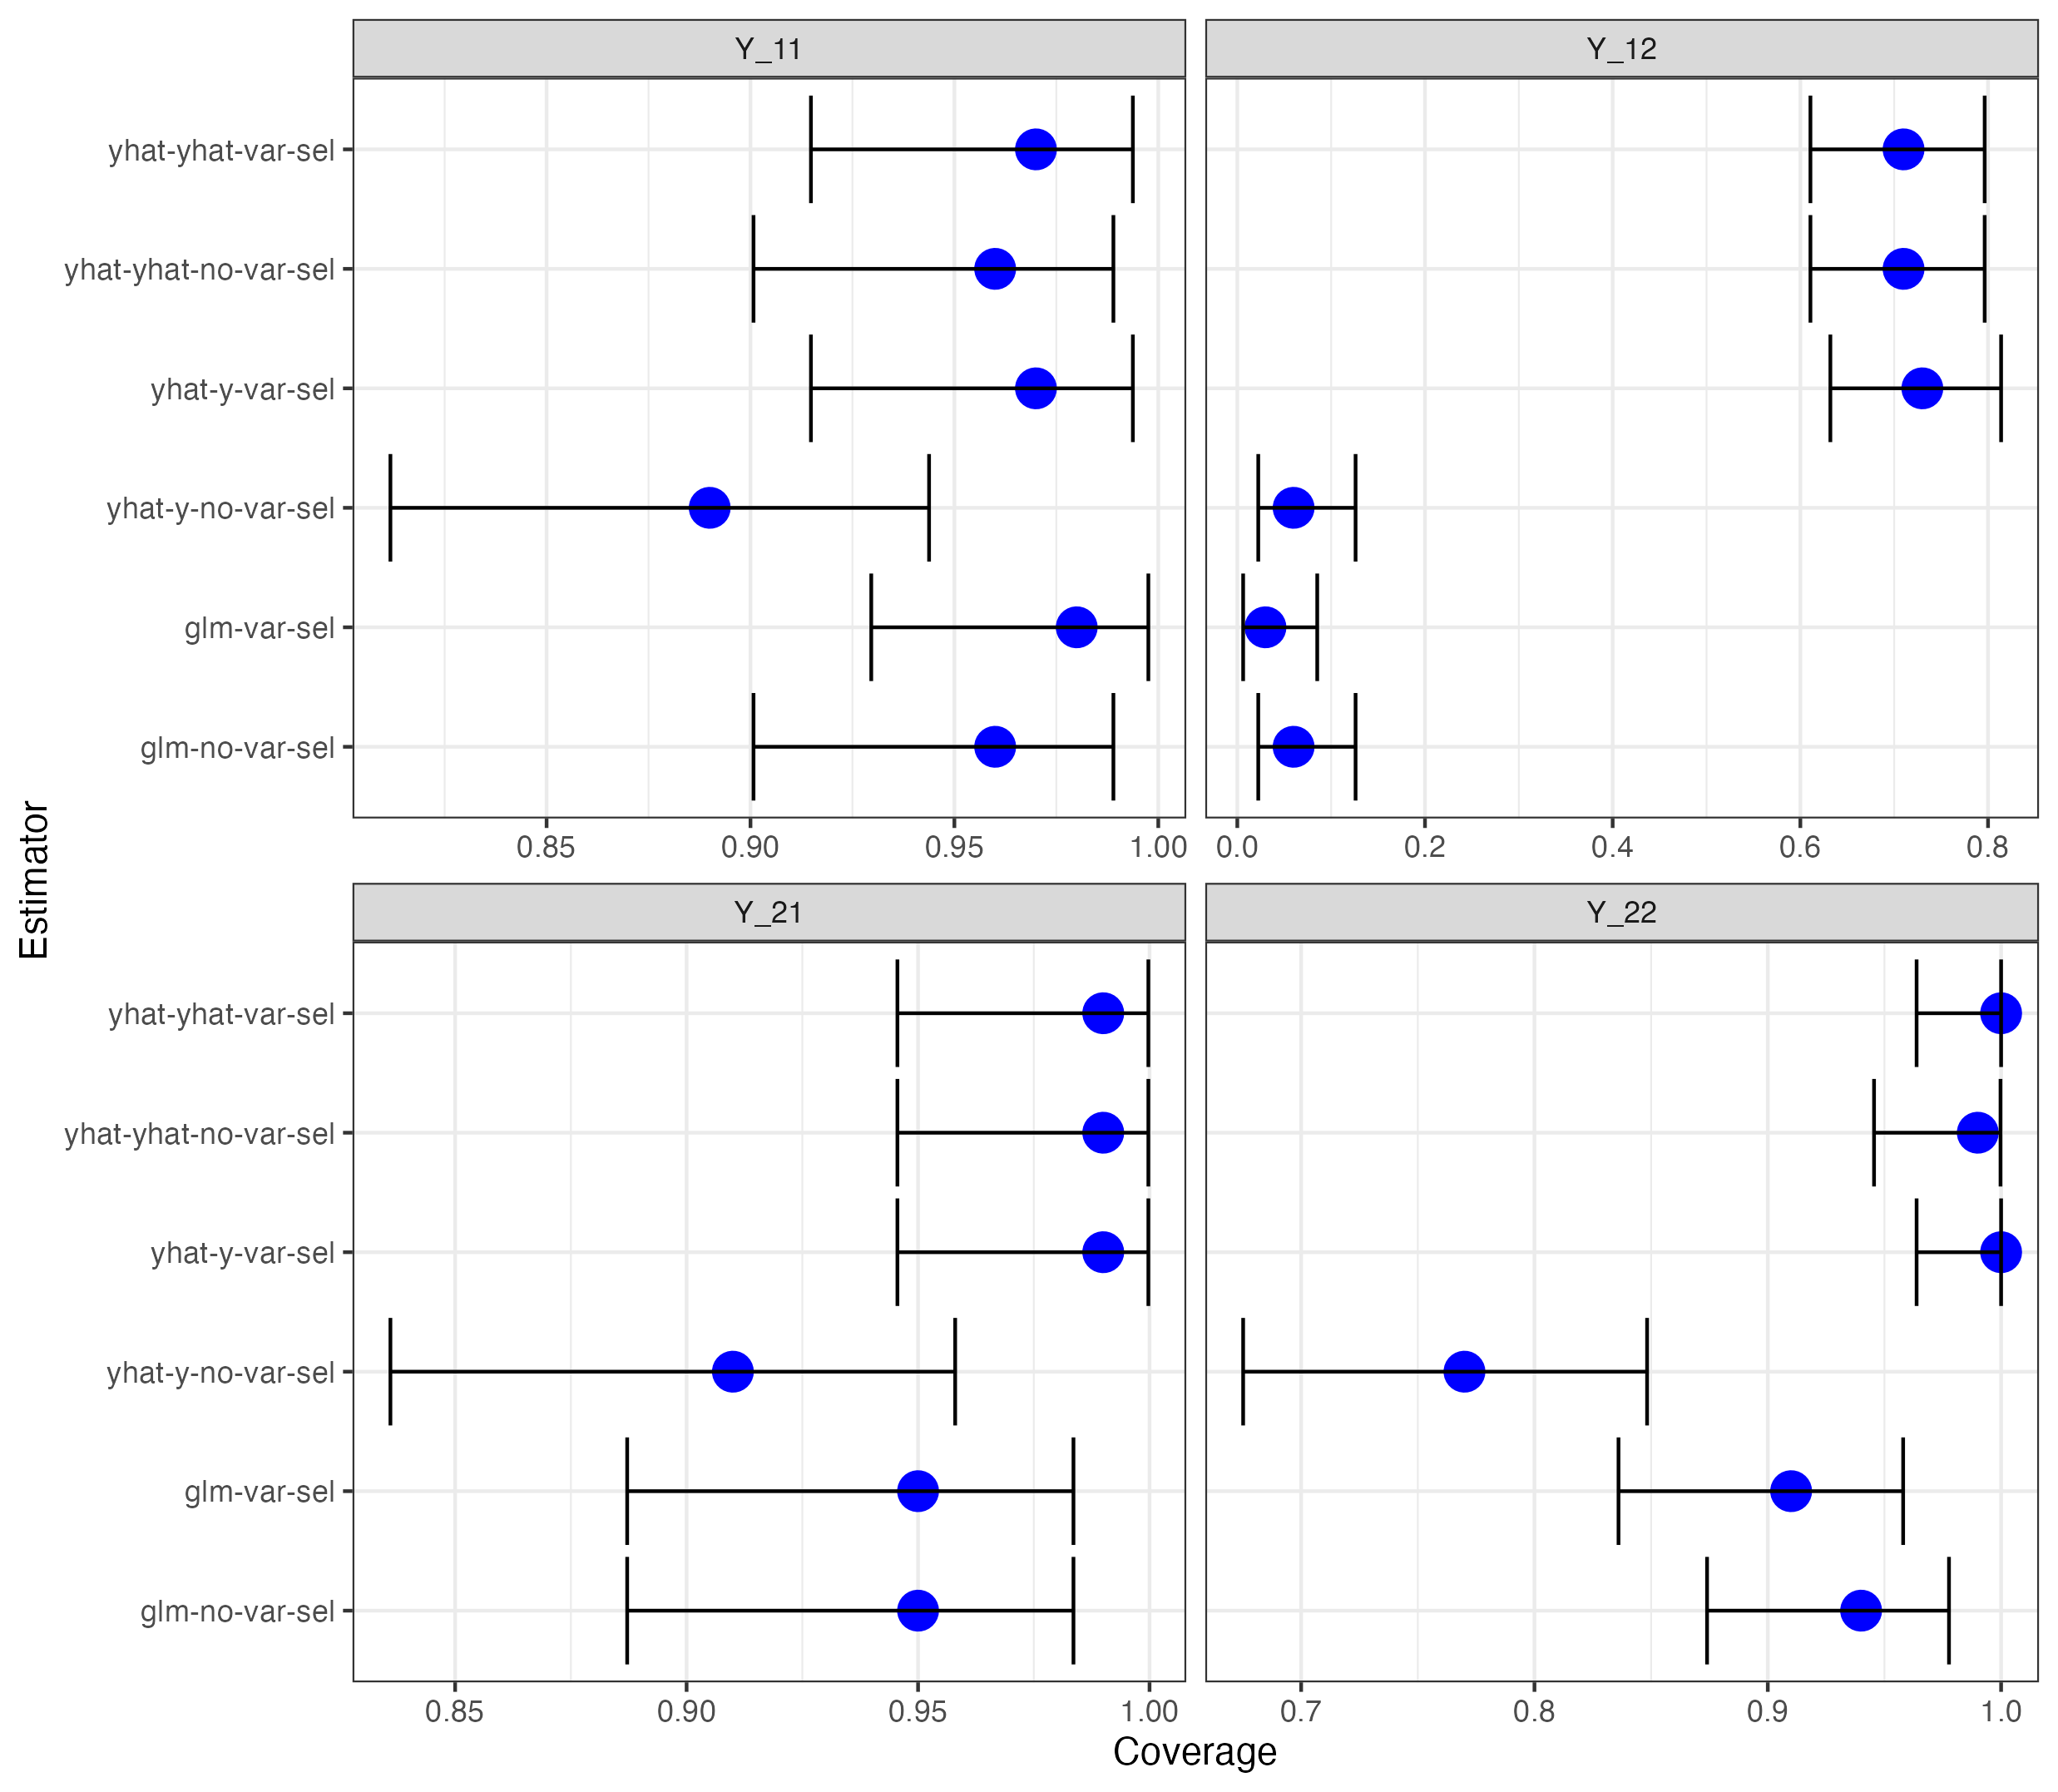 Y_11
Y_12
yhat-yhat-var-sel
yhat-yhat-no-var-sel
yhat-y-var-sel
yhat-y-no-var-sel
glm-var-sel
glm-no-var-sel
0.85 0.90 0.95 1.00
0.0 0.2 0.4 0.6 0.8
Estimator
Y_21
Y_22
yhat-yhat-var-sel
yhat-yhat-no-var-sel
yhat-y-var-sel
yhat-y-no-var-sel
glm-var-sel
glm-no-var-sel
0.85 0.90 0.95 1.00
0.7 0.8 0.9 1.0
Coverage